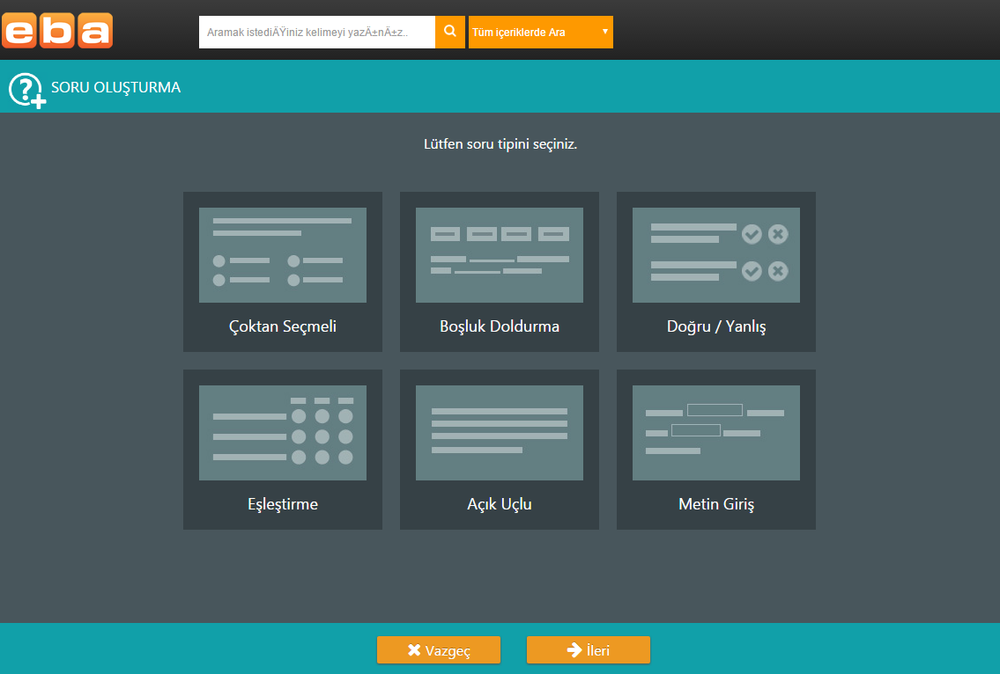 eba
Aramak istediÄŸiniz kelimeyi yazÄ±nÄ±z..
Tüm içeriklerde Ara
SORU OLUŞTURMA
Lütfen soru tipini seçiniz.
Çoktan Seçmeli
Boşluk Doldurma
Doğru / Yanlış
Eşleştirme
Açık Uçlu
Metin Giriş
Vazgeç
İleri